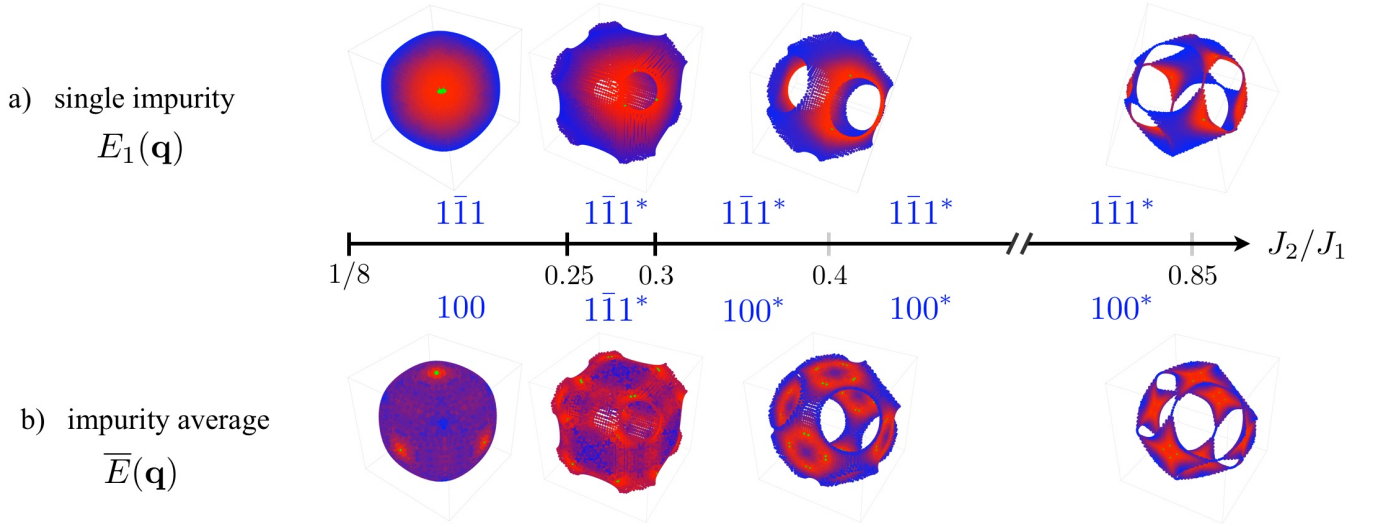 a) single impurity
E₁(q)
11̄1 11̄1* 11̄1* 11̄1* 11̄1*
J₂/J₁
1/8 0.25 0.3 0.4 0.85
100 11̄1* 100* 100* 100*
b) impurity average
E̅(q)